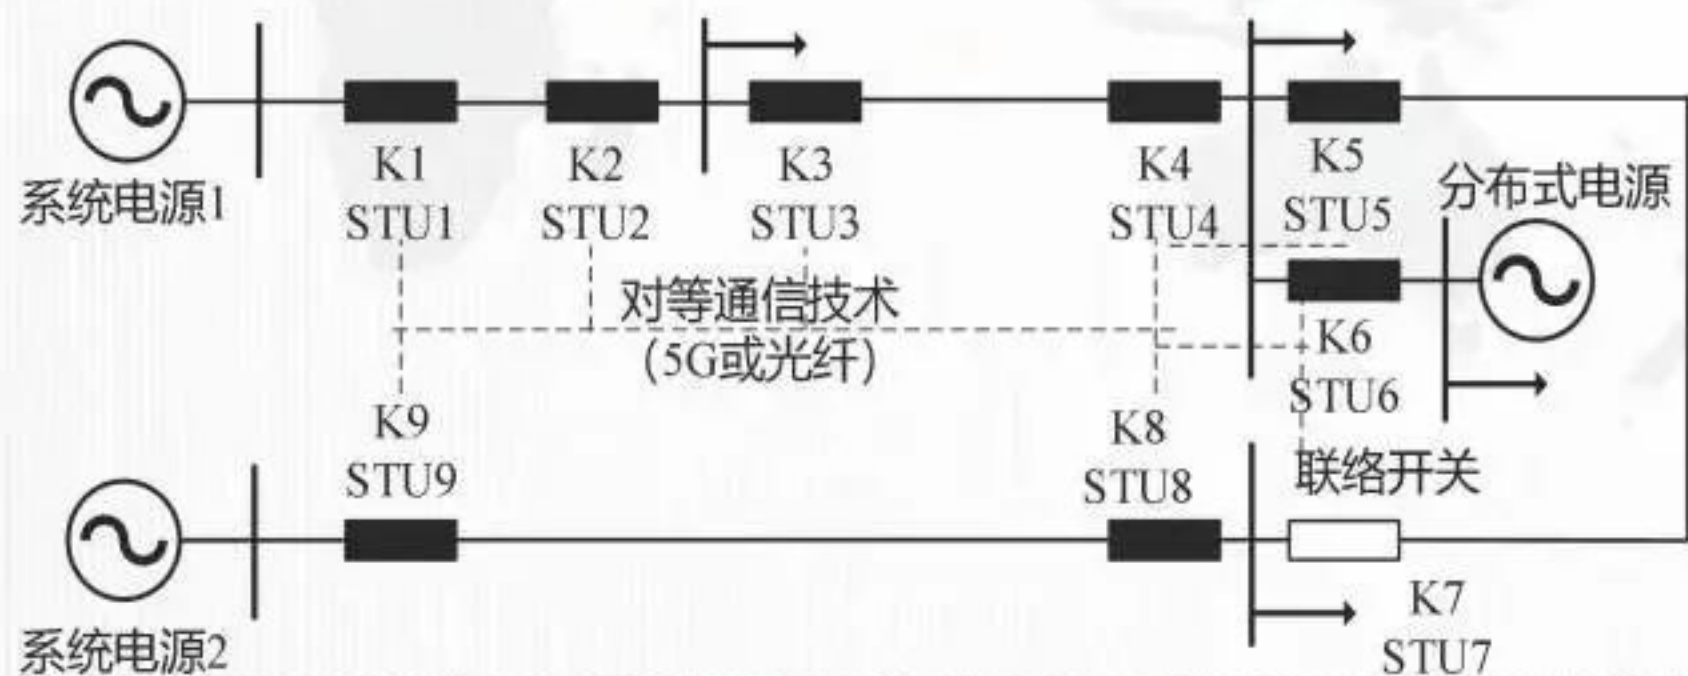 系统电源1
K1
STU1
K2
STU2
K3
STU3
K4
STU4
K5
STU5
分布式电源
对等通信技术
(5G或光纤)
K6
STU6
K9
STU9
K8
STU8
联络开关
K7
STU7
系统电源2